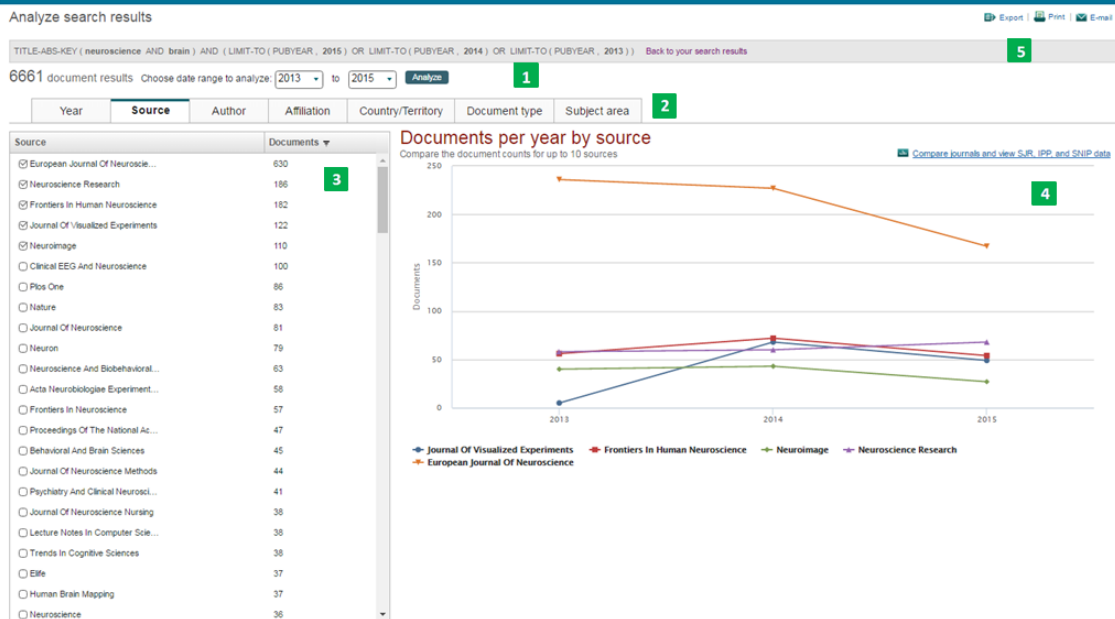 Analyze search results
Export | Print | E-mail
TITLE-ABS-KEY ( neuroscience AND brain ) AND ( LIMIT-TO ( PUBYEAR , 2015 ) OR LIMIT-TO ( PUBYEAR , 2014 ) OR LIMIT-TO ( PUBYEAR , 2013 ) ) Back to your search results
5
6661 document results Choose date range to analyze: 2013 to 2015 Analyze
1
Year Source Author Affiliation Country/Territory Document type Subject area
2
Source Documents
European Journal Of Neuroscie... 630
Neuroscience Research 186
3
Frontiers In Human Neuroscience 182
Journal Of Visualized Experiments 122
Neuroimage 110
Clinical EEG And Neuroscience 100
Plos One 86
Nature 83
Journal Of Neuroscience 81
Neuron 79
Neuroscience And Biobehavioral... 63
Acta Neurobiologiae Experiment... 58
Frontiers In Neuroscience 57
Proceedings Of The National Ac... 47
Behavioral And Brain Sciences 45
Journal Of Neuroscience Methods 44
Psychiatry And Clinical Neurosci... 41
Journal Of Neuroscience Nursing 38
Lecture Notes In Computer Scie... 38
Trends In Cognitive Sciences 38
Elife 37
Human Brain Mapping 37
Neuroscience 36
Documents per year by source
Compare the document counts for up to 10 sources
Compare journals and view SJR, IPP, and SNIP data
4
250
200
150
100
50
0
Documents
2013 2014 2015
Journal Of Visualized Experiments Frontiers In Human Neuroscience Neuroimage Neuroscience Research
European Journal Of Neuroscience